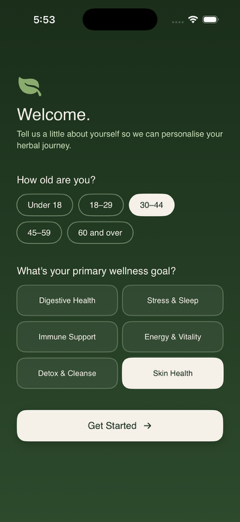 5:53
Welcome.
Tell us a little about yourself so we can personalise your
herbal journey.
How old are you?
Under 18 18–29 30–44
45–59 60 and over
What's your primary wellness goal?
Digestive Health Stress & Sleep
Immune Support Energy & Vitality
Detox & Cleanse Skin Health
Get Started →